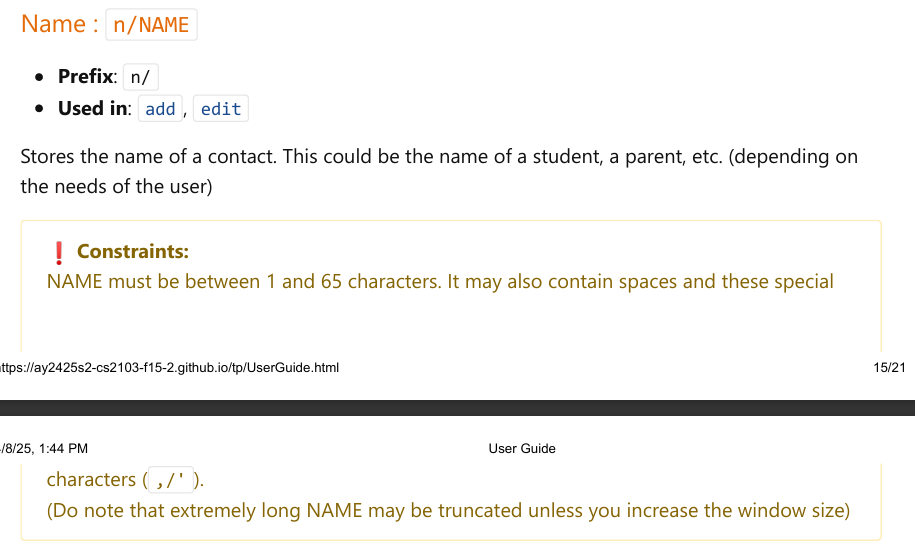 Name : n/NAME
Prefix: n/
Used in: add, edit
Stores the name of a contact. This could be the name of a student, a parent, etc. (depending on
the needs of the user)
❗ Constraints:
NAME must be between 1 and 65 characters. It may also contain spaces and these special
ttps://ay2425s2-cs2103-f15-2.github.io/tp/UserGuide.html 15/21
/8/25, 1:44 PM User Guide
characters ( ,/' ).
(Do note that extremely long NAME may be truncated unless you increase the window size)